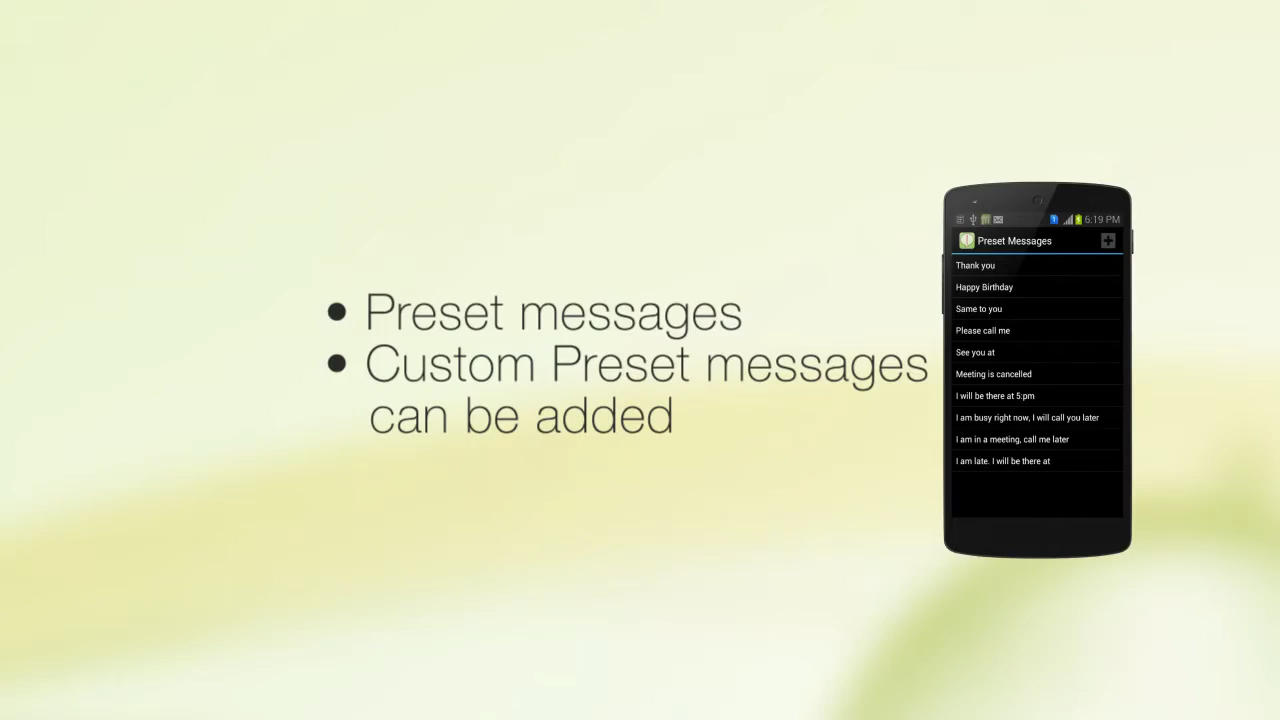 • Preset messages
• Custom Preset messages
can be added
6:19 PM
Preset Messages
Thank you
Happy Birthday
Same to you
Please call me
See you at
Meeting is cancelled
I will be there at 5:pm
I am busy right now, I will call you later
I am in a meeting, call me later
I am late. I will be there at